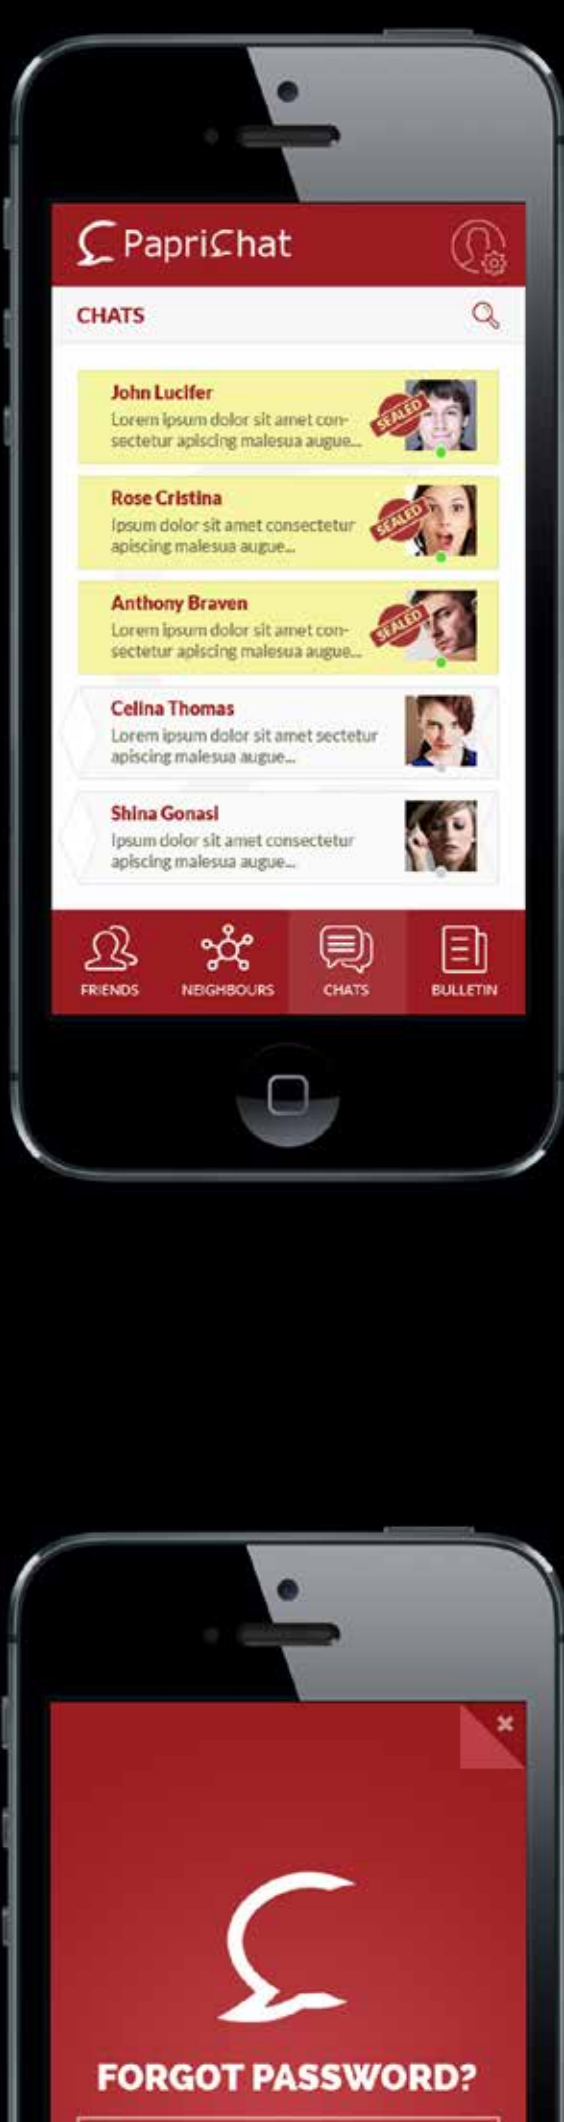 PapriChat
CHATS
John Lucifer
Lorem ipsum dolor sit amet con-
sectetur apiscing malesua augue...
SEALED
Rose Cristina
Ipsum dolor sit amet consectetur
apiscing malesua augue...
SEALED
Anthony Braven
Lorem ipsum dolor sit amet con-
sectetur apiscing malesua augue...
SEALED
Celina Thomas
Lorem ipsum dolor sit amet sectetur
apiscing malesua augue...
Shina Gonasi
Ipsum dolor sit amet consectetur
apiscing malesua augue...
FRIENDS NEIGHBOURS CHATS BULLETIN
FORGOT PASSWORD?